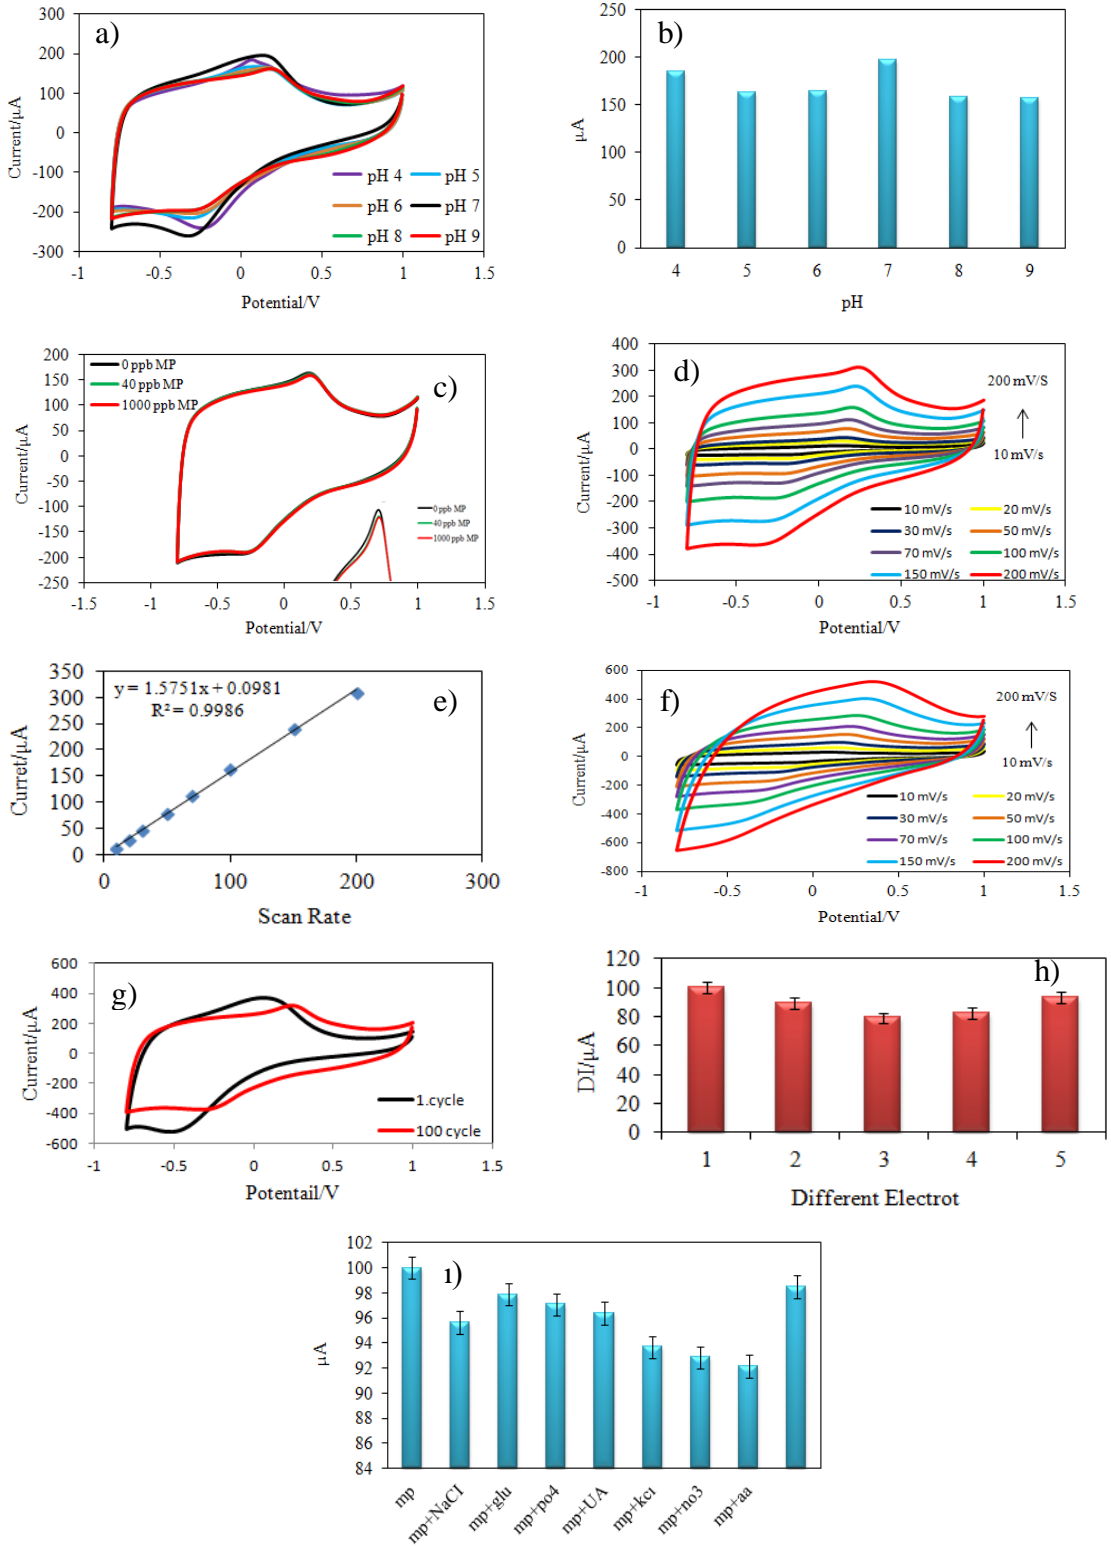 a)
300
200
100
0
-100
-200
-300
Current/µA
pH 4 pH 5
pH 6 pH 7
pH 8 pH 9
-1 -0.5 0 0.5 1 1.5
Potential/V
b)
250
200
150
100
50
0
µA
4 5 6 7 8 9
pH
c)
200
150
100
50
0
-50
-100
-150
-200
-250
Current/µA
0 ppb MP
40 ppb MP
1000 ppb MP
0 ppb MP
40 ppb MP
1000 ppb MP
-1.5 -1 -0.5 0 0.5 1 1.5
Potential/V
d)
400
300
200
100
0
-100
-200
-300
-400
-500
Current/µA
200 mV/S
10 mV/s
10 mV/s 20 mV/s
30 mV/s 50 mV/s
70 mV/s 100 mV/s
150 mV/s 200 mV/s
-1 -0.5 0 0.5 1 1.5
Potential/V
e)
350
300
250
200
150
100
50
0
Curret/µA
y = 1.5751x + 0.0981
R² = 0.9986
0 100 200 300
Scan Rate
f)
600
400
200
0
-200
-400
-600
-800
Current/µA
200 mV/S
10 mV/s
10 mV/s 20 mV/s
30 mV/s 50 mV/s
70 mV/s 100 mV/s
150 mV/s 200 mV/s
-1 -0.5 0 0.5 1 1.5
Potential/V
g)
600
400
200
0
-200
-400
-600
Current/µA
1.cycle
100 cycle
-1 -0.5 0 0.5 1 1.5
Potentail/V
h)
120
100
80
60
40
20
0
DI/µA
1 2 3 4 5
Different Electrot
ı)
102
100
98
96
94
92
90
88
86
84
µA
mp
mp+NaCI
mp+glu
mp+po4
mp+UA
mp+kcı
mp+no3
mp+aa